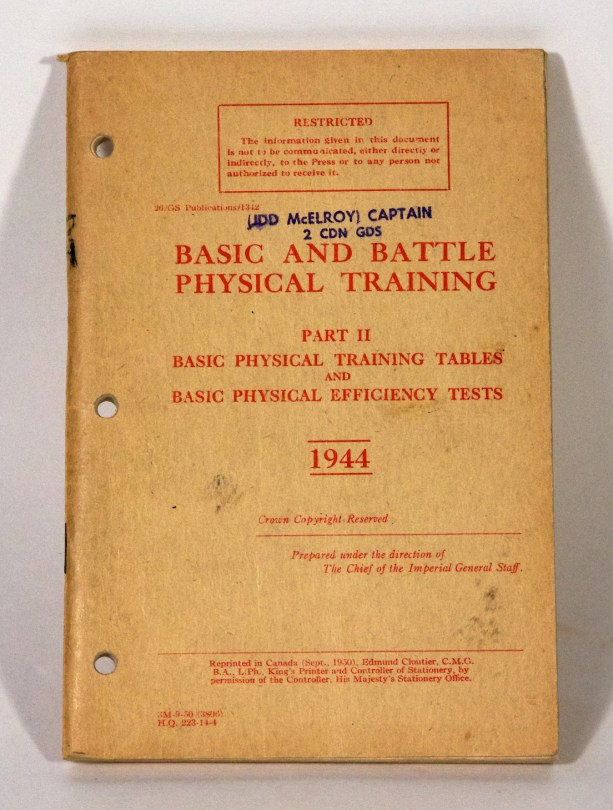 RESTRICTED
The information given in this document
is not to be communicated, either directly or
indirectly, to the Press or to any person not
authorized to receive it.
26/GS Publications/1342
(JDD McELROY) CAPTAIN
2 CDN GDS
BASIC AND BATTLE
PHYSICAL TRAINING
PART II
BASIC PHYSICAL TRAINING TABLES
AND
BASIC PHYSICAL EFFICIENCY TESTS
1944
Crown Copyright Reserved
Prepared under the direction of
The Chief of the Imperial General Staff.
Reprinted in Canada (Sept., 1950), Edmund Cloutier, C.M.G.
B.A., L.Ph., King's Printer and Controller of Stationery, by
permission of the Controller, His Majesty's Stationery Office.
3M-9-50 (3806)
H.Q. 223-14-4